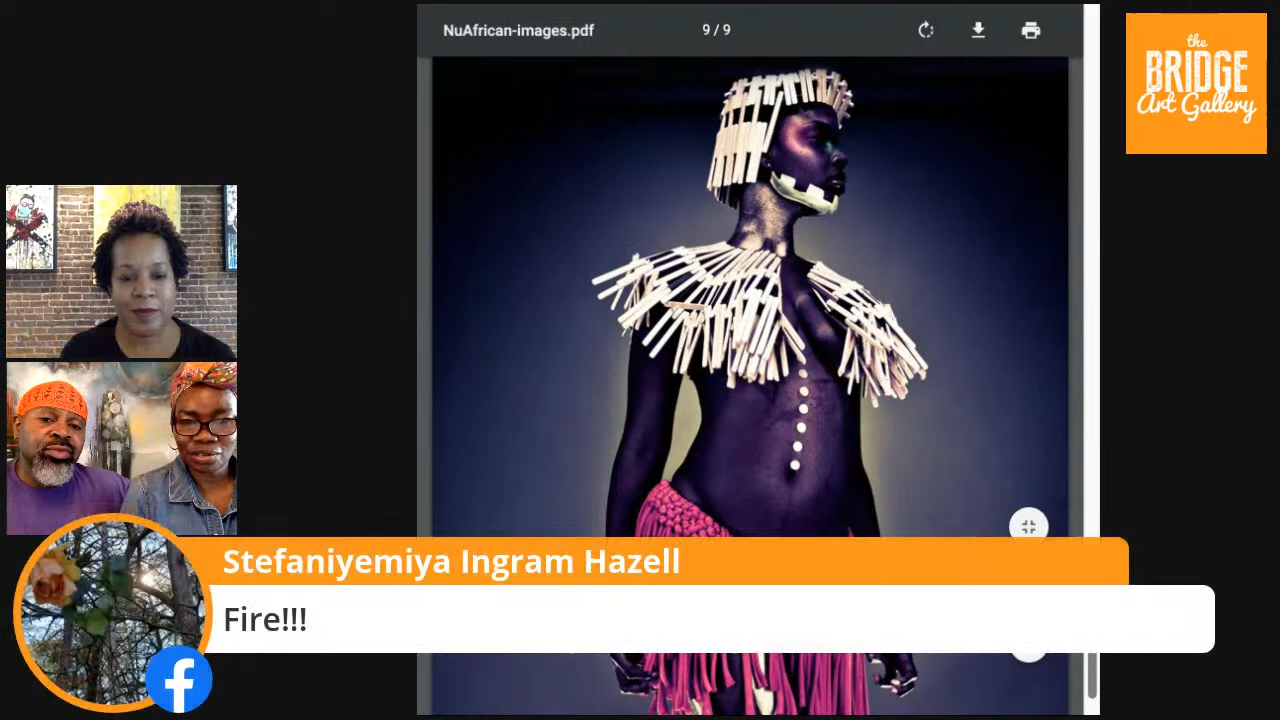 NuAfrican-images.pdf
9 / 9
the
BRIDGE
Art Gallery
Stefaniyemiya Ingram Hazell
Fire!!!